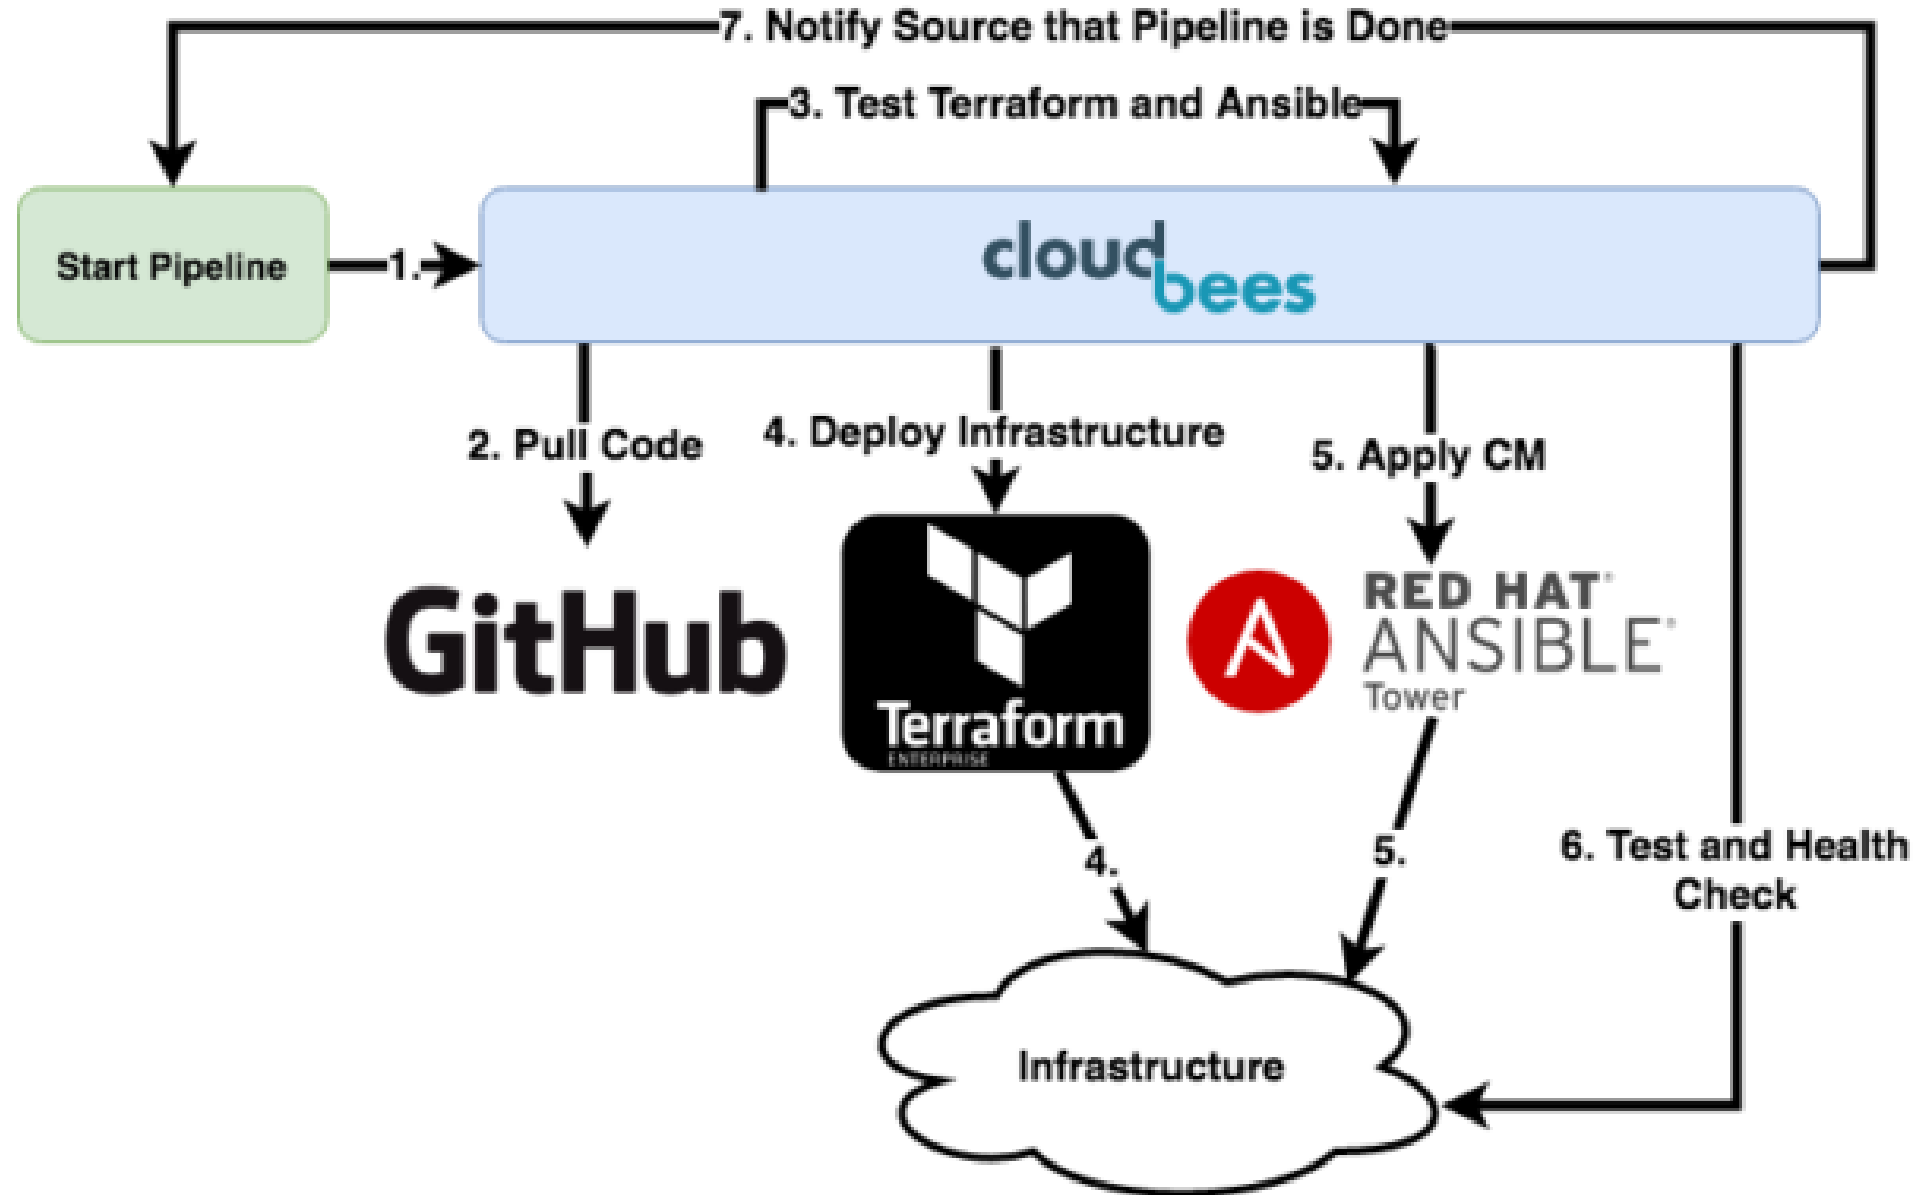 7. Notify Source that Pipeline is Done
3. Test Terraform and Ansible
Start Pipeline
1.
cloudbees
2. Pull Code
4. Deploy Infrastructure
5. Apply CM
GitHub
Terraform
ENTERPRISE
RED HAT
ANSIBLE
Tower
4.
5.
6. Test and Health
Check
Infrastructure